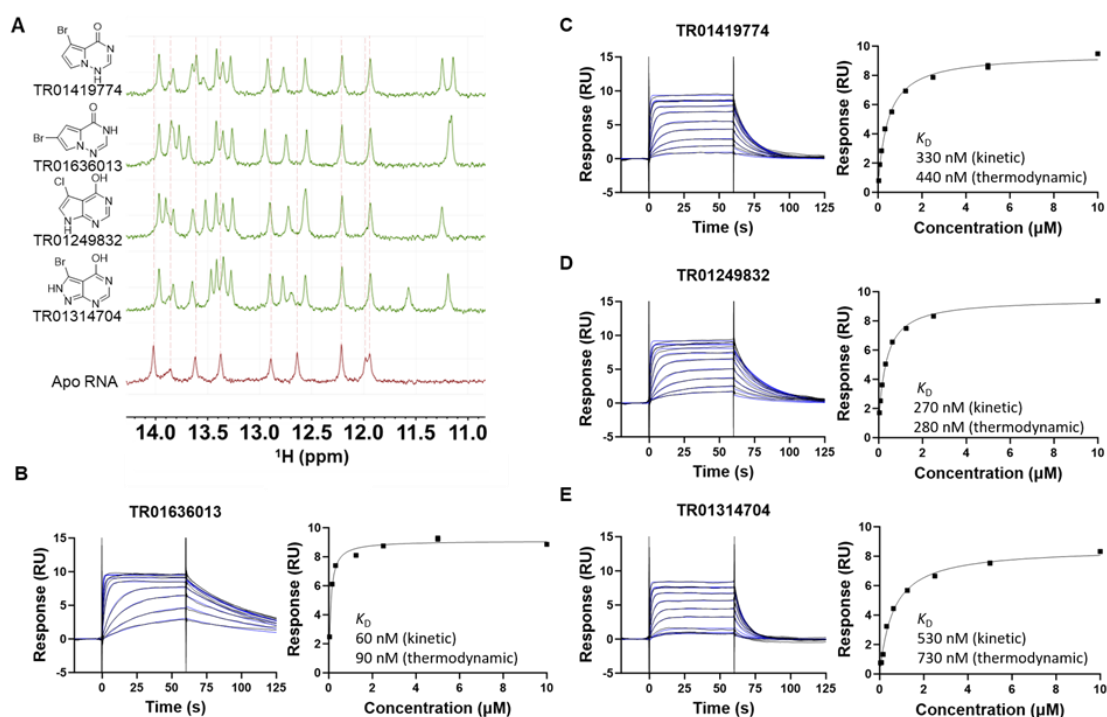 A
Br
O
N
N
N
H
TR01419774
O
Br
NH
N
N
TR01636013
Cl
OH
N
N
H
N
TR01249832
Br
OH
HN
N
N
N
TR01314704
Apo RNA
14.0 13.5 13.0 12.5 12.0 11.5 11.0
¹H (ppm)
B
TR01636013
Response (RU)
15
10
5
0
-5
0 25 50 75 100 125
Time (s)
Response (RU)
10
8
6
4
2
0
0 2 4 6 8 10
Concentration (µM)
KD
60 nM (kinetic)
90 nM (thermodynamic)
C
TR01419774
Response (RU)
15
10
5
0
-5
0 25 50 75 100 125
Time (s)
Response (RU)
10
8
6
4
2
0
0 2 4 6 8 10
Concentration (µM)
KD
330 nM (kinetic)
440 nM (thermodynamic)
D
TR01249832
Response (RU)
15
10
5
0
-5
0 25 50 75 100 125
Time (s)
Response (RU)
10
8
6
4
2
0
0 2 4 6 8 10
Concentration (µM)
KD
270 nM (kinetic)
280 nM (thermodynamic)
E
TR01314704
Response (RU)
15
10
5
0
-5
0 25 50 75 100 125
Time (s)
Response (RU)
10
8
6
4
2
0
0 2 4 6 8 10
Concentration (µM)
KD
530 nM (kinetic)
730 nM (thermodynamic)